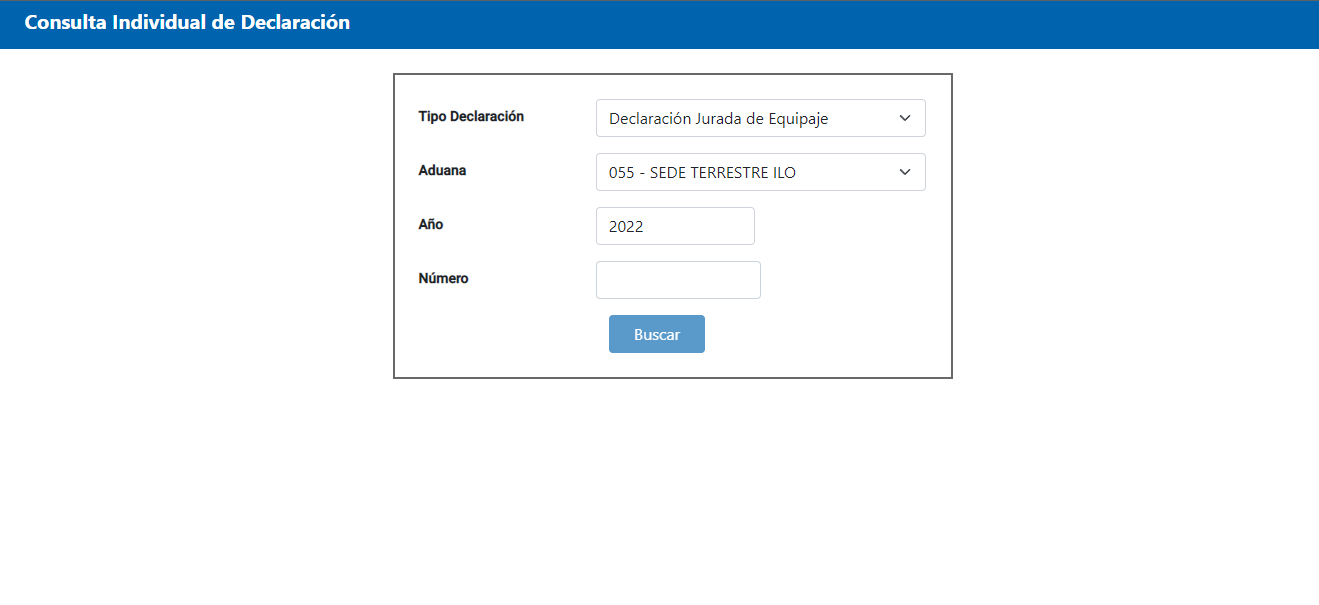 Consulta Individual de Declaración
Tipo Declaración
Declaración Jurada de Equipaje
Aduana
055 - SEDE TERRESTRE ILO
Año
2022
Número
Buscar